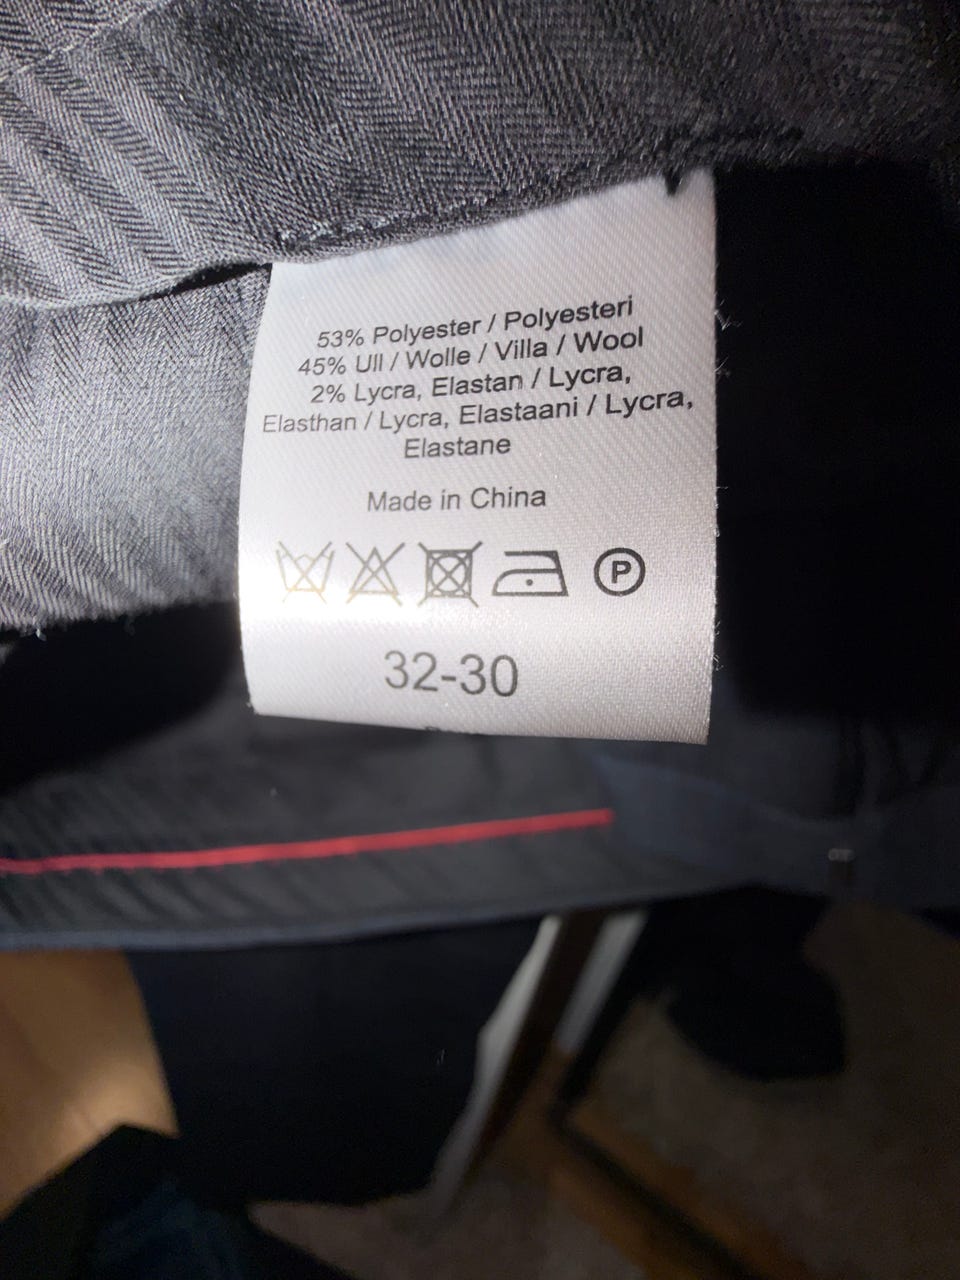 53% Polyester / Polyesteri
45% Ull / Wolle / Villa / Wool
2% Lycra, Elastan / Lycra,
Elasthan / Lycra, Elastaani / Lycra,
Elastane
Made in China
P
32-30